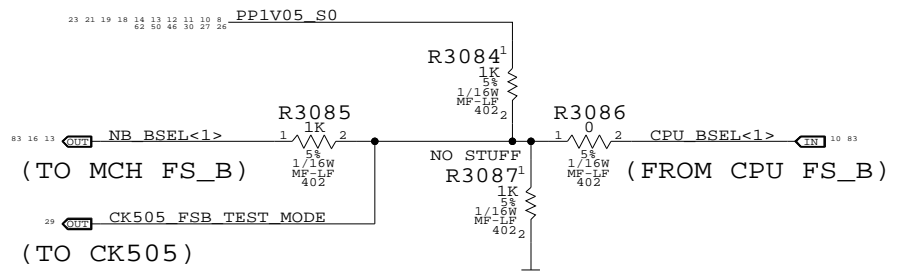 23 21 19 18 14 13 12 11 10 8 PP1V05_S0
62 50 46 30 27 26
R3084 1
1K
5%
1/16W
MF-LF
402 2
R3085
1K
1 2
5%
1/16W
MF-LF
402
R3086
0
1 2
5%
1/16W
MF-LF
402
83 16 13 OUT NB_BSEL<1>
CPU_BSEL<1> IN 10 83
(TO MCH FS_B)
(FROM CPU FS_B)
NO STUFF
R3087 1
1K
5%
1/16W
MF-LF
402 2
29 OUT CK505_FSB_TEST_MODE
(TO CK505)